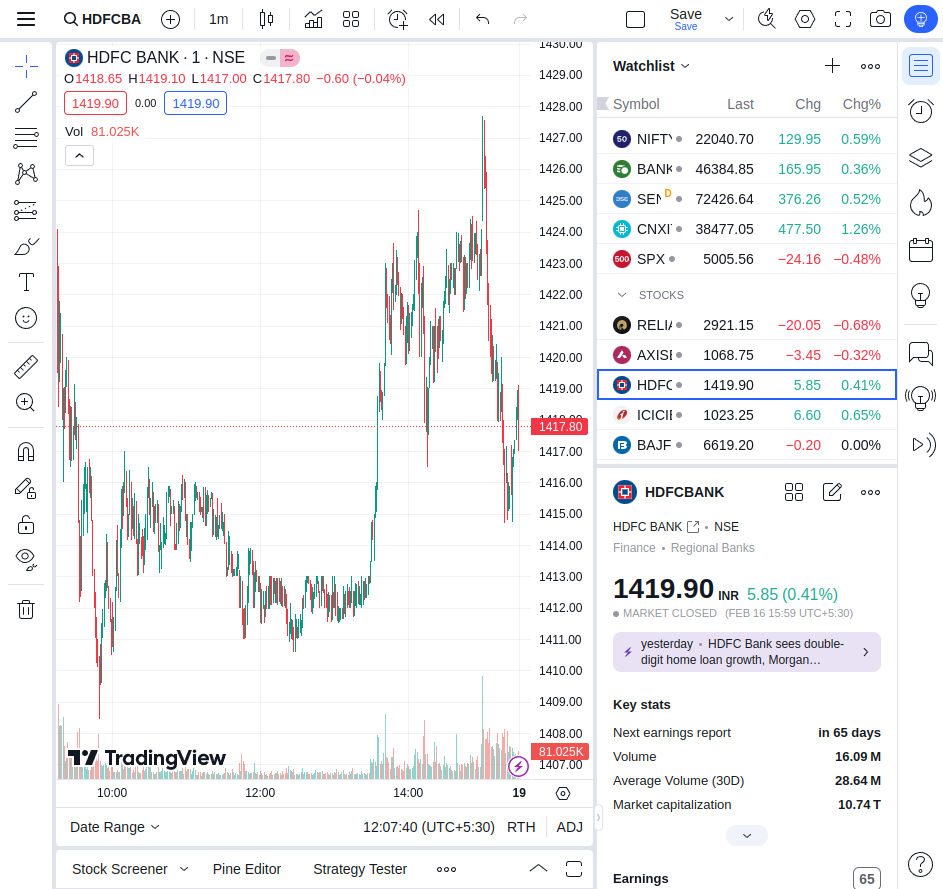 HDFCBA
1m
Save
Save
HDFC BANK · 1 · NSE
O1418.65 H1419.10 L1417.00 C1417.80 −0.60 (−0.04%)
1419.90 0.00 1419.90
Vol 81.025K
1430.00
1429.00
1428.00
1427.00
1426.00
1425.00
1424.00
1423.00
1422.00
1421.00
1420.00
1419.00
1417.80
1417.00
1416.00
1415.00
1414.00
1413.00
1412.00
1411.00
1410.00
1409.00
1408.00
81.025K
1407.00
TradingView
10:00 12:00 14:00 19
Date Range 12:07:40 (UTC+5:30) RTH ADJ
Stock Screener Pine Editor Strategy Tester
Watchlist
Symbol Last Chg Chg%
50 NIFTY 22040.70 129.95 0.59%
BANK 46384.85 165.95 0.36%
SEN D 72426.64 376.26 0.52%
CNXI 38477.05 477.50 1.26%
500 SPX 5005.56 −24.16 −0.48%
STOCKS
RELIA 2921.15 −20.05 −0.68%
AXISE 1068.75 −3.45 −0.32%
HDFC 1419.90 5.85 0.41%
ICICIE 1023.25 6.60 0.65%
BAJF 6619.20 −0.20 0.00%
HDFCBANK
HDFC BANK • NSE
Finance • Regional Banks
1419.90 INR 5.85 (0.41%)
MARKET CLOSED (FEB 16 15:59 UTC+5:30)
yesterday • HDFC Bank sees double-
digit home loan growth, Morgan…
Key stats
Next earnings report in 65 days
Volume 16.09 M
Average Volume (30D) 28.64 M
Market capitalization 10.74 T
Earnings 65